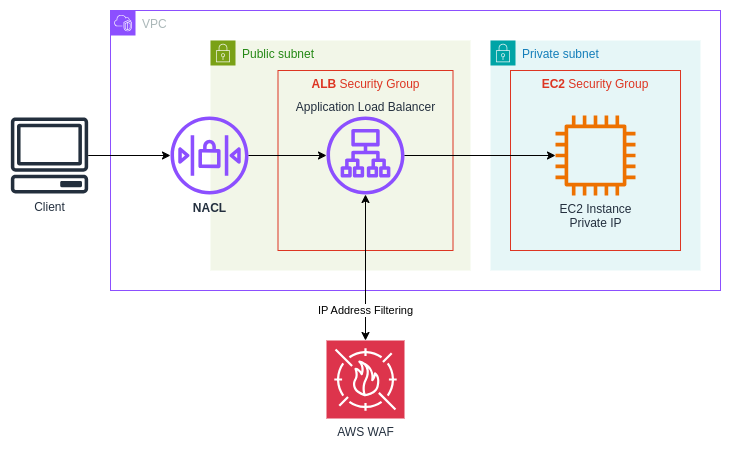 VPC
Public subnet
Private subnet
ALB Security Group
EC2 Security Group
Application Load Balancer
Client
NACL
EC2 Instance
Private IP
IP Address Filtering
AWS WAF